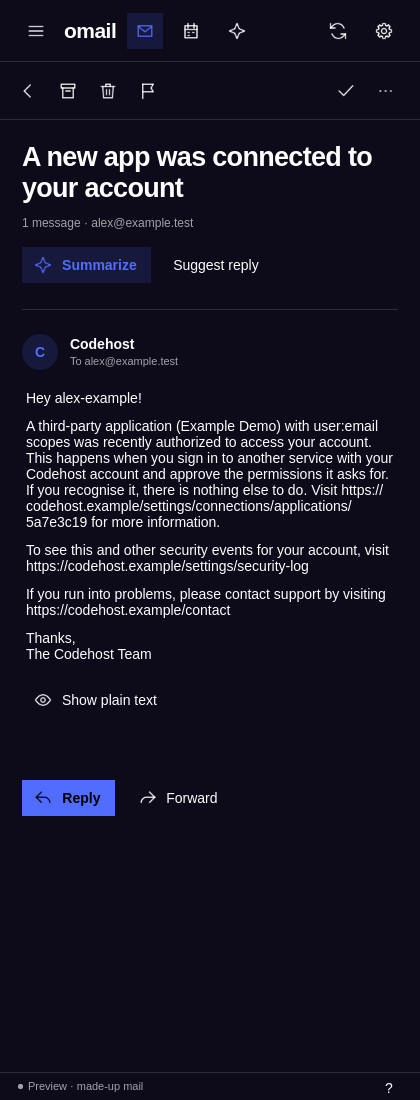 omail
A new app was connected to
your account
1 message · alex@example.test
Summarize
Suggest reply
C
Codehost
To alex@example.test
Hey alex-example!
A third-party application (Example Demo) with user:email
scopes was recently authorized to access your account.
This happens when you sign in to another service with your
Codehost account and approve the permissions it asks for.
If you recognise it, there is nothing else to do. Visit https://
codehost.example/settings/connections/applications/
5a7e3c19 for more information.
To see this and other security events for your account, visit
https://codehost.example/settings/security-log
If you run into problems, please contact support by visiting
https://codehost.example/contact
Thanks,
The Codehost Team
Show plain text
Reply
Forward
Preview · made-up mail
?